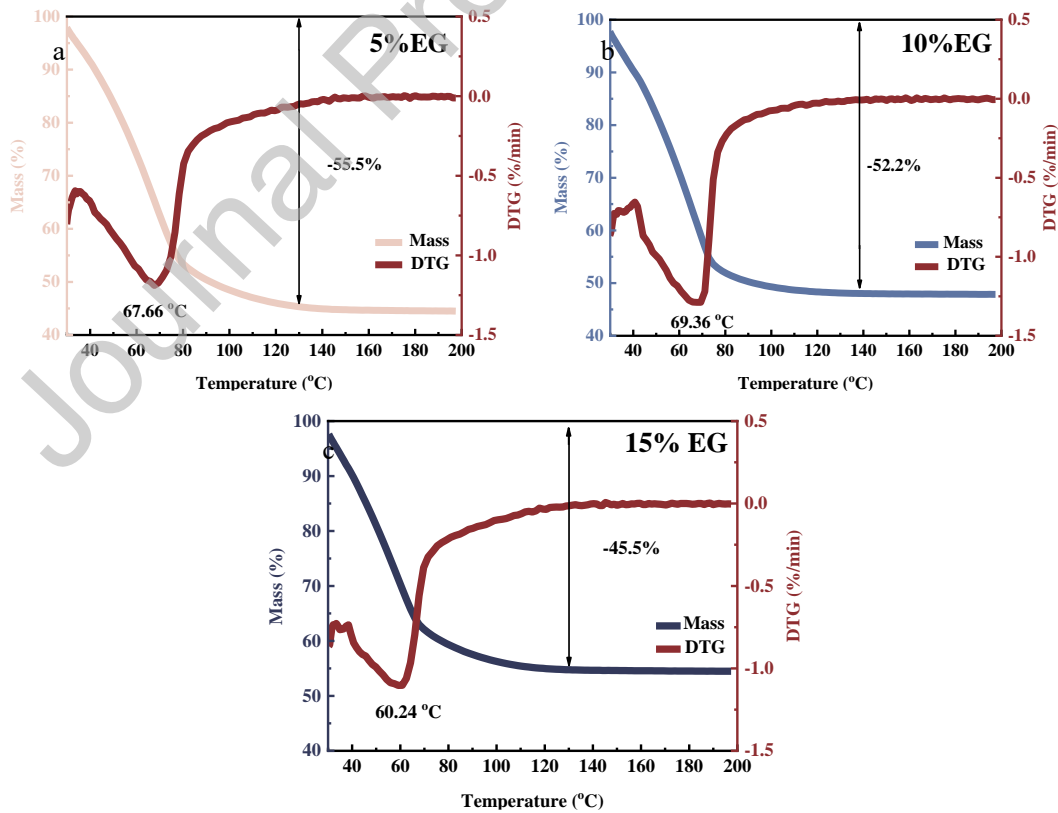 Journal Pre
a
5%EG
100
90
80
70
60
50
40
Mass (%)
0.5
0.0
-0.5
-1.0
-1.5
DTG (%/min)
-55.5%
Mass
DTG
67.66 °C
40 60 80 100 120 140 160 180 200
Temperature (°C)
b
10%EG
100
90
80
70
60
50
40
Mass (%)
0.5
0.0
-0.5
-1.0
-1.5
DTG (%/min)
-52.2%
Mass
DTG
69.36 °C
40 60 80 100 120 140 160 180 200
Temperature (°C)
c
15% EG
100
90
80
70
60
50
40
Mass (%)
0.5
0.0
-0.5
-1.0
-1.5
DTG (%/min)
-45.5%
Mass
DTG
60.24 °C
40 60 80 100 120 140 160 180 200
Temperature (°C)